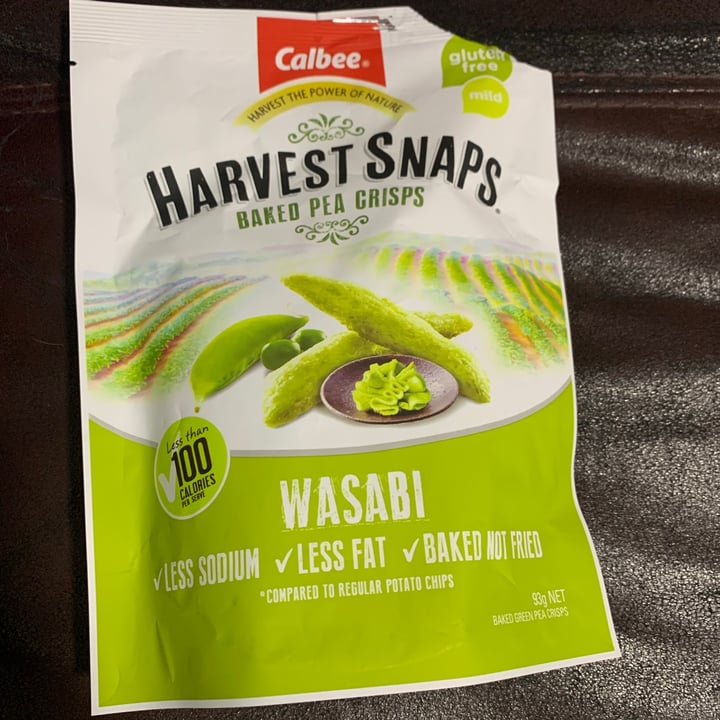 Calbee®
gluten
free
mild
HARVEST THE POWER OF NATURE
HARVEST SNAPS®
BAKED PEA CRISPS
Less than
100
CALORIES
PER SERVE
WASABI
✓LESS SODIUM ✓LESS FAT ✓BAKED NOT FRIED
*COMPARED TO REGULAR POTATO CHIPS
93g NET
BAKED GREEN PEA CRISPS